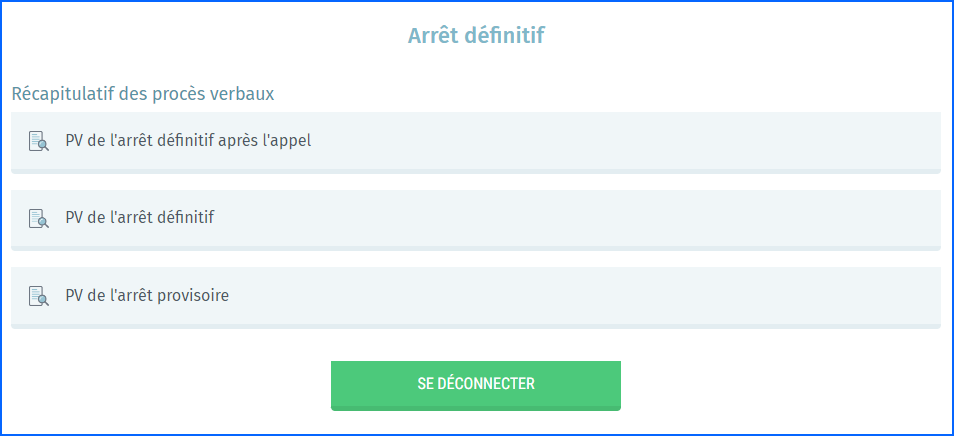 Arrêt définitif
Récapitulatif des procès verbaux
PV de l'arrêt définitif après l'appel
PV de l'arrêt définitif
PV de l'arrêt provisoire
SE DÉCONNECTER